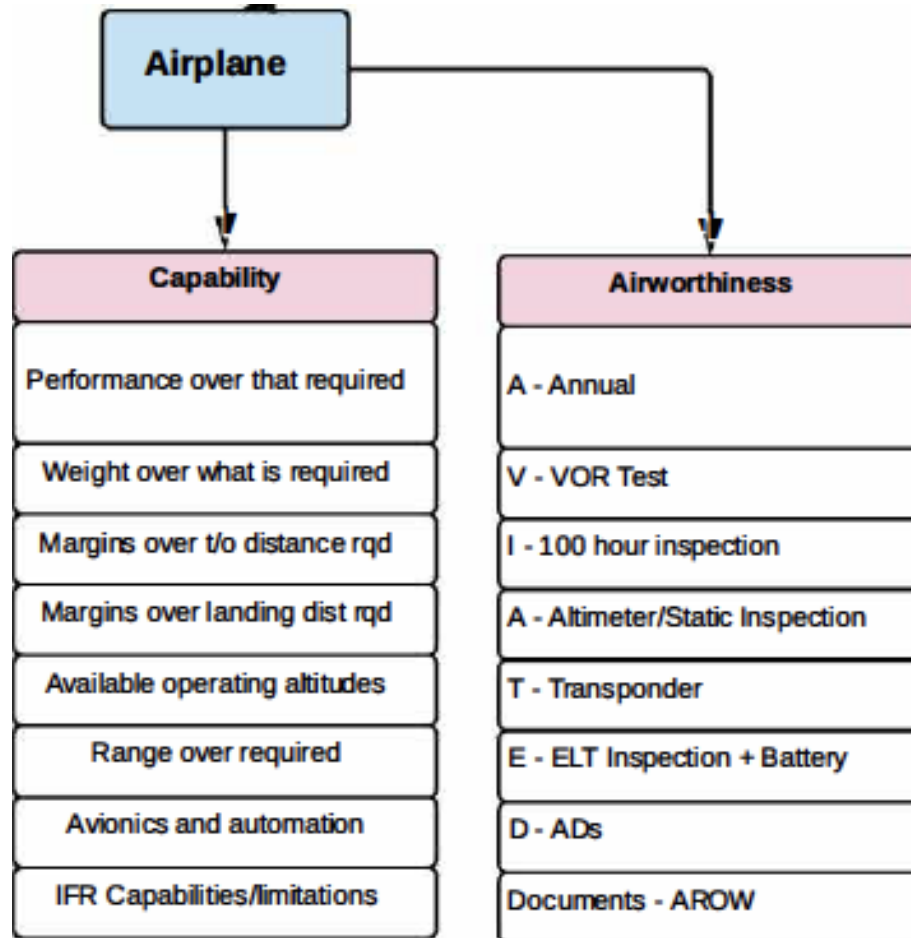 Airplane
Capability
Performance over that required
Weight over what is required
Margins over t/o distance rqd
Margins over landing dist rqd
Available operating altitudes
Range over required
Avionics and automation
IFR Capabilities/limitations
Airworthiness
A - Annual
V - VOR Test
I - 100 hour inspection
A - Altimeter/Static Inspection
T - Transponder
E - ELT Inspection + Battery
D - ADs
Documents - AROW